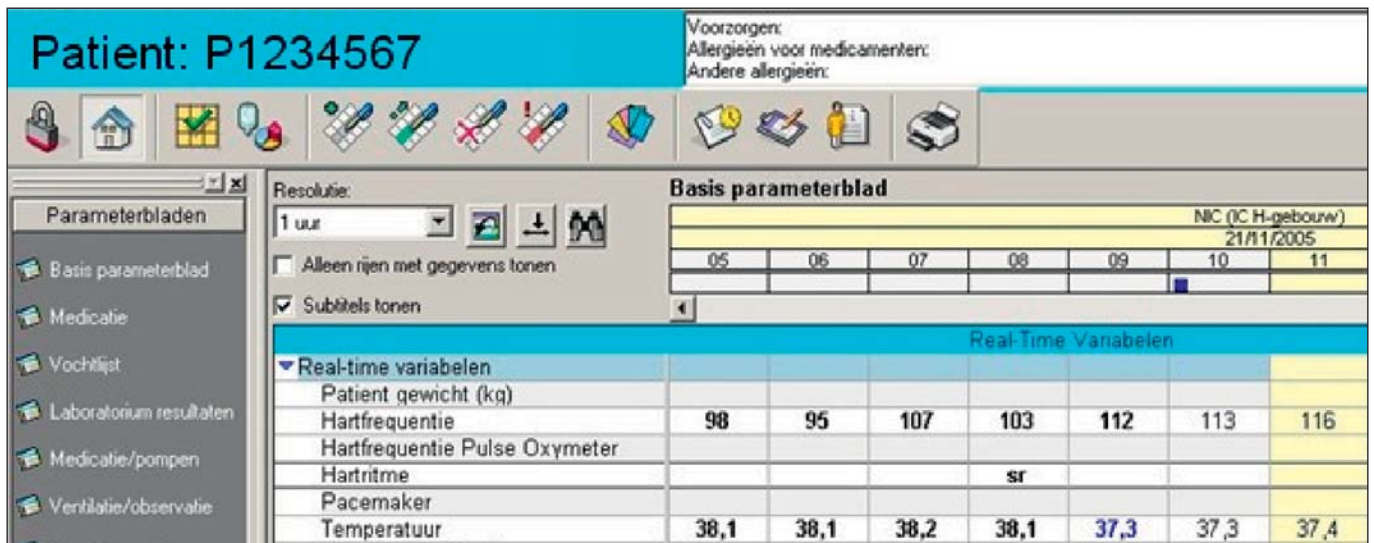 Patient: P1234567
Voorzorgen:
Allergieën voor medicamenten:
Andere allergieën:
Parameterbladen
Basis parameterblad
Medicatie
Vochtlijst
Laboratorium resultaten
Medicatie/pompen
Ventilatie/observatie
Resolutie:
1 uur
Alleen rijen met gegevens tonen
Subtitels tonen
Basis parameterblad
NIC (IC H-gebouw)
21/11/2005
05 06 07 08 09 10 11
Real-Time Variabelen
Real-time variabelen
Patient gewicht (kg)
Hartfrequentie 98 95 107 103 112 113 116
Hartfrequentie Pulse Oxymeter
Hartritme sr
Pacemaker
Temperatuur 38,1 38,1 38,2 38,1 37,3 37,3 37,4